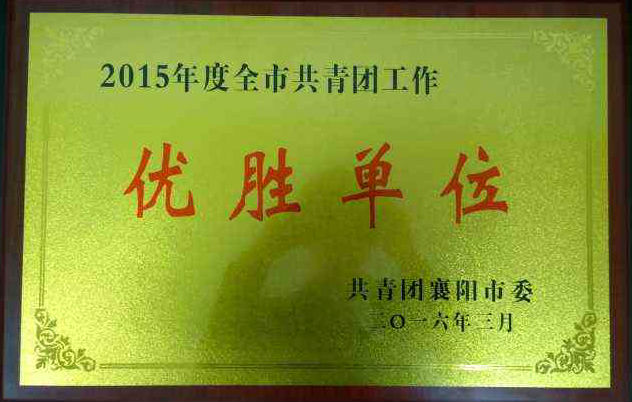 2015年度全市共青团工作
优胜单位
共青团襄阳市委
二〇一六年三月